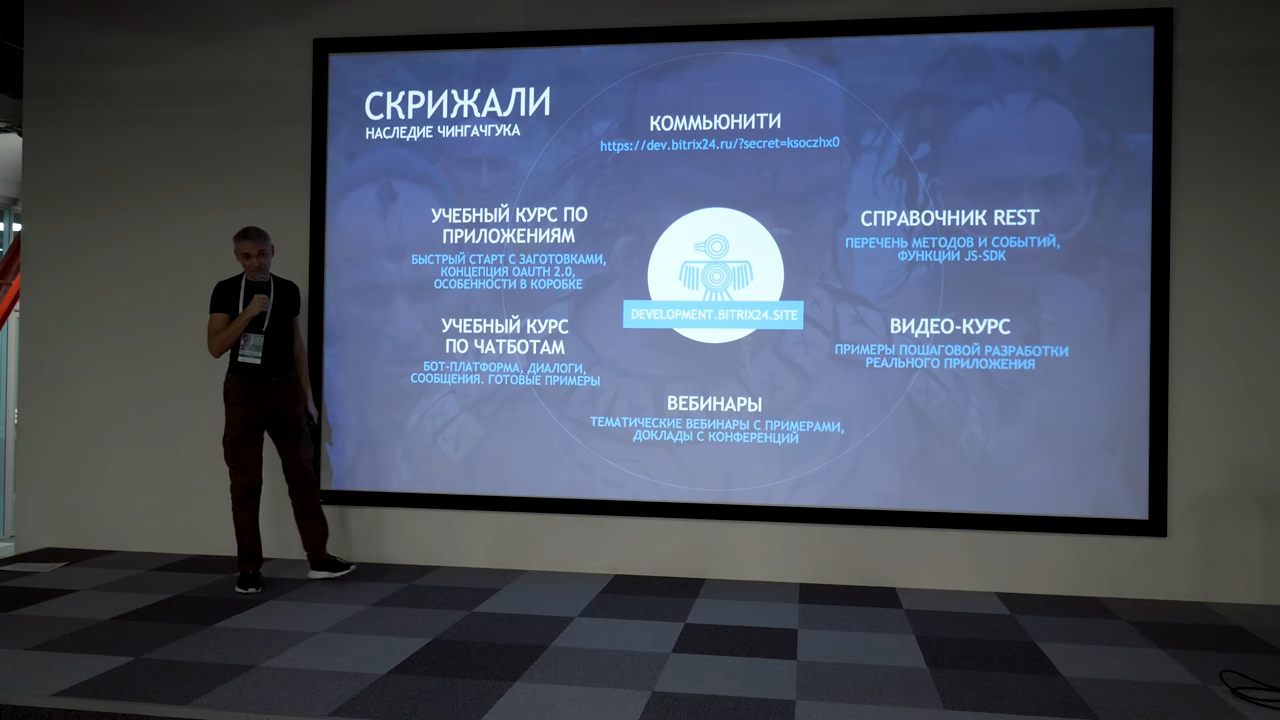 СКРИЖАЛИ
НАСЛЕДИЕ ЧИНГАЧГУКА
КОММЬЮНИТИ
https://dev.bitrix24.ru/?secret=ksoczhx0
УЧЕБНЫЙ КУРС ПО
ПРИЛОЖЕНИЯМ
БЫСТРЫЙ СТАРТ С ЗАГОТОВКАМИ,
КОНЦЕПЦИЯ OAUTH 2.0,
ОСОБЕННОСТИ В КОРОБКЕ
СПРАВОЧНИК REST
ПЕРЕЧЕНЬ МЕТОДОВ И СОБЫТИЙ,
ФУНКЦИЙ JS-SDK
DEVELOPMENT.BITRIX24.SITE
УЧЕБНЫЙ КУРС
ПО ЧАТБОТАМ
БОТ-ПЛАТФОРМА, ДИАЛОГИ,
СООБЩЕНИЯ. ГОТОВЫЕ ПРИМЕРЫ
ВИДЕО-КУРС
ПРИМЕРЫ ПОШАГОВОЙ РАЗРАБОТКИ
РЕАЛЬНОГО ПРИЛОЖЕНИЯ
ВЕБИНАРЫ
ТЕМАТИЧЕСКИЕ ВЕБИНАРЫ С ПРИМЕРАМИ,
ДОКЛАДЫ С КОНФЕРЕНЦИЙ